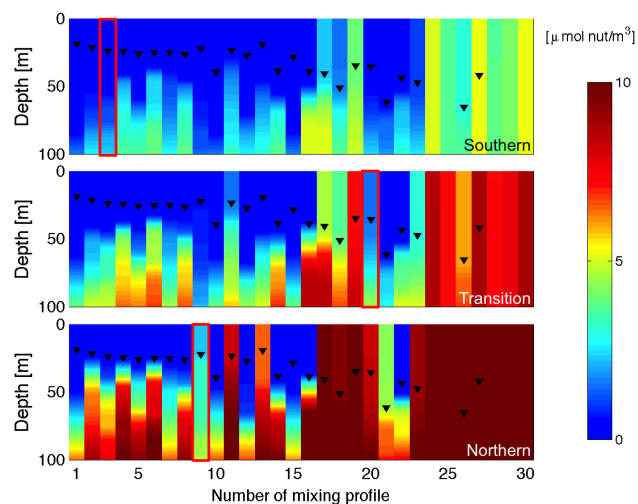 [μ mol nut/m³]
0
50
100
Depth [m]
Southern
0
50
100
Depth [m]
Transition
0
50
100
Depth [m]
Northern
1 5 10 15 20 25 30
Number of mixing profile
10
5
0